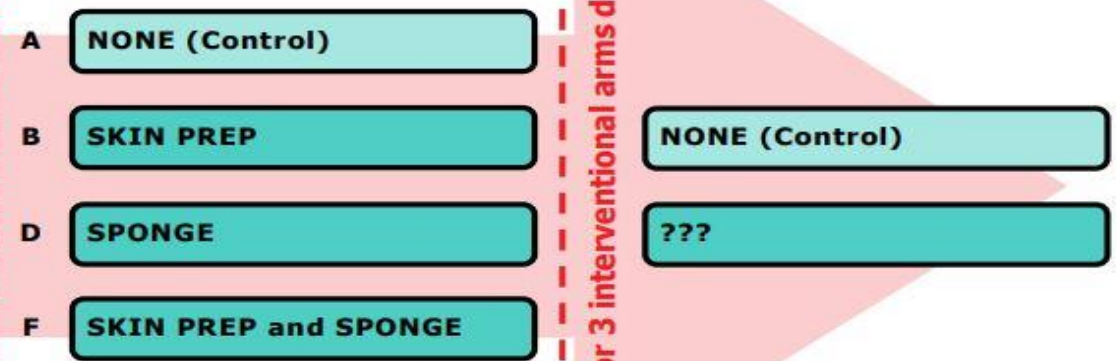 A NONE (Control)
B SKIN PREP
D SPONGE
F SKIN PREP and SPONGE
or 3 interventional arms d
NONE (Control)
???